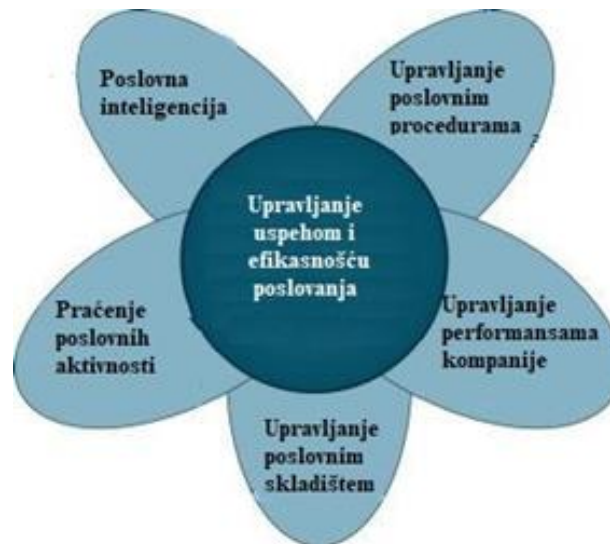 Poslovna
inteligencija
Upravljanje
poslovnim
procedurama
Upravljanje
uspehom i
efikasnošću
poslovanja
Praćenje
poslovnih
aktivnosti
Upravljanje
performansama
kompanije
Upravljanje
poslovnim
skladištem